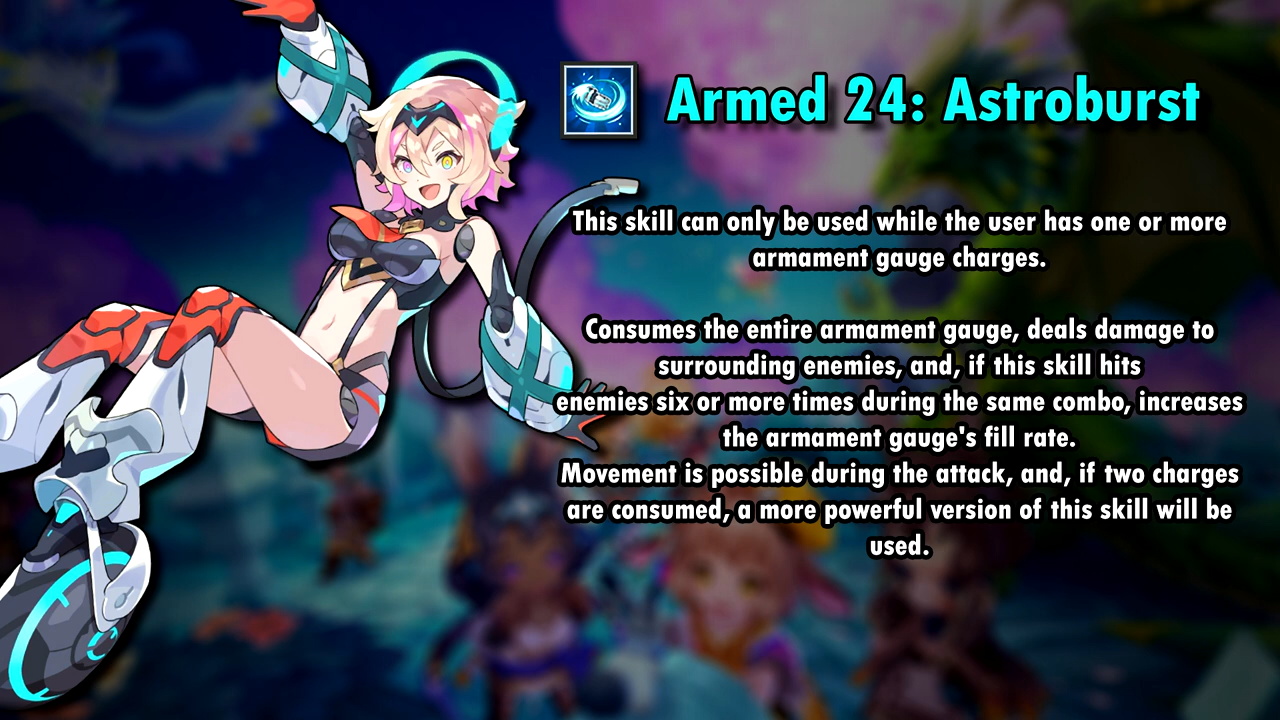 Armed 24: Astroburst
This skill can only be used while the user has one or more
armament gauge charges.
Consumes the entire armament gauge, deals damage to
surrounding enemies, and, if this skill hits
enemies six or more times during the same combo, increases
the armament gauge's fill rate.
Movement is possible during the attack, and, if two charges
are consumed, a more powerful version of this skill will be
used.